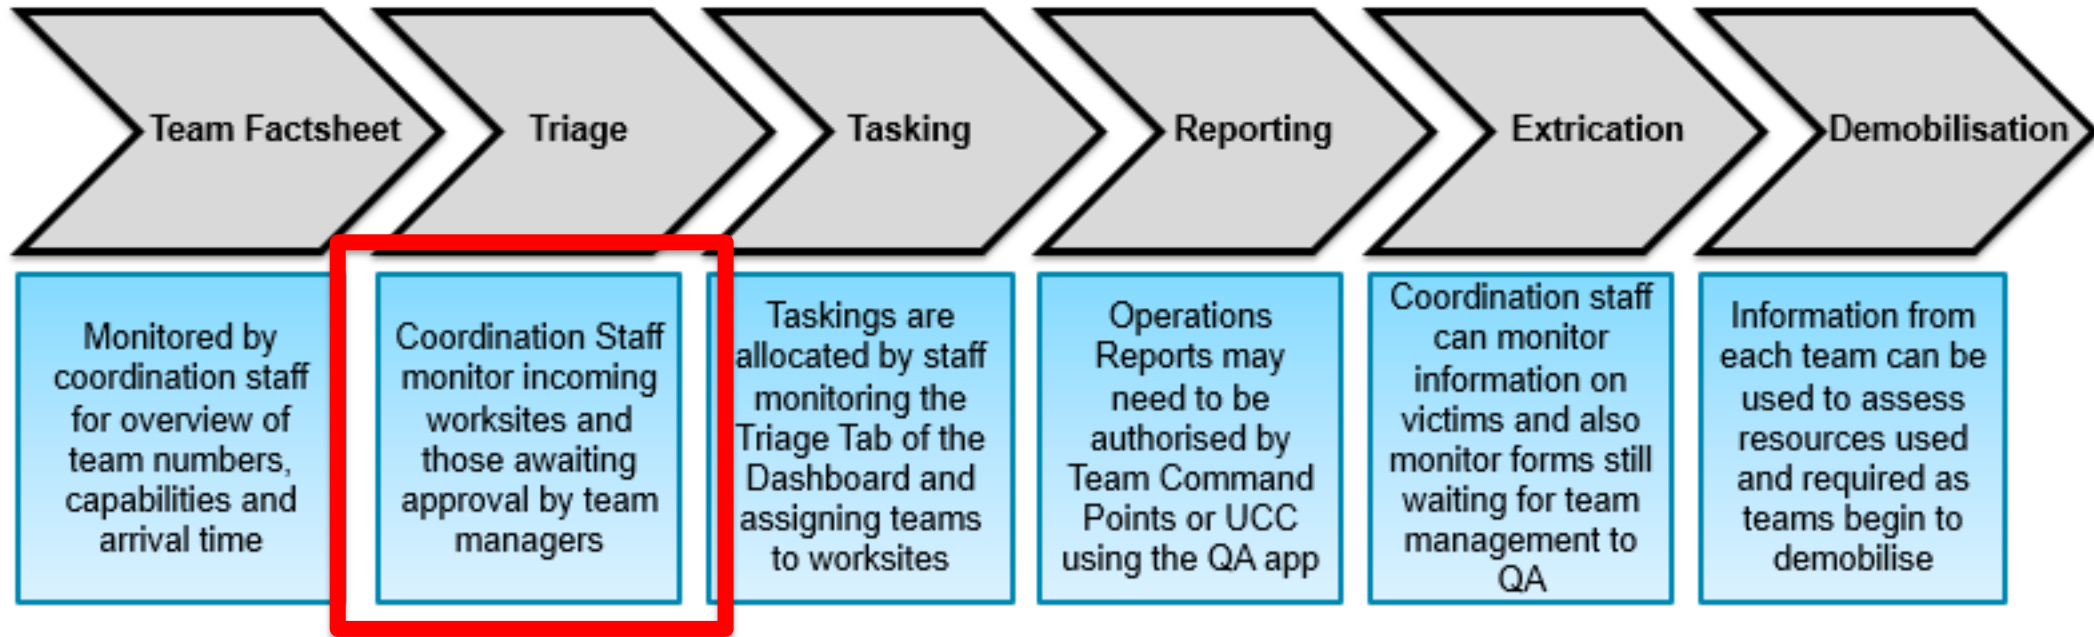 Team Factsheet
Triage
Tasking
Reporting
Extrication
Demobilisation
Monitored by
coordination staff
for overview of
team numbers,
capabilities and
arrival time
Coordination Staff
monitor incoming
worksites and
those awaiting
approval by team
managers
Taskings are
allocated by staff
monitoring the
Triage Tab of the
Dashboard and
assigning teams
to worksites
Operations
Reports may
need to be
authorised by
Team Command
Points or UCC
using the QA app
Coordination staff
can monitor
information on
victims and also
monitor forms still
waiting for team
management to
QA
Information from
each team can be
used to assess
resources used
and required as
teams begin to
demobilise